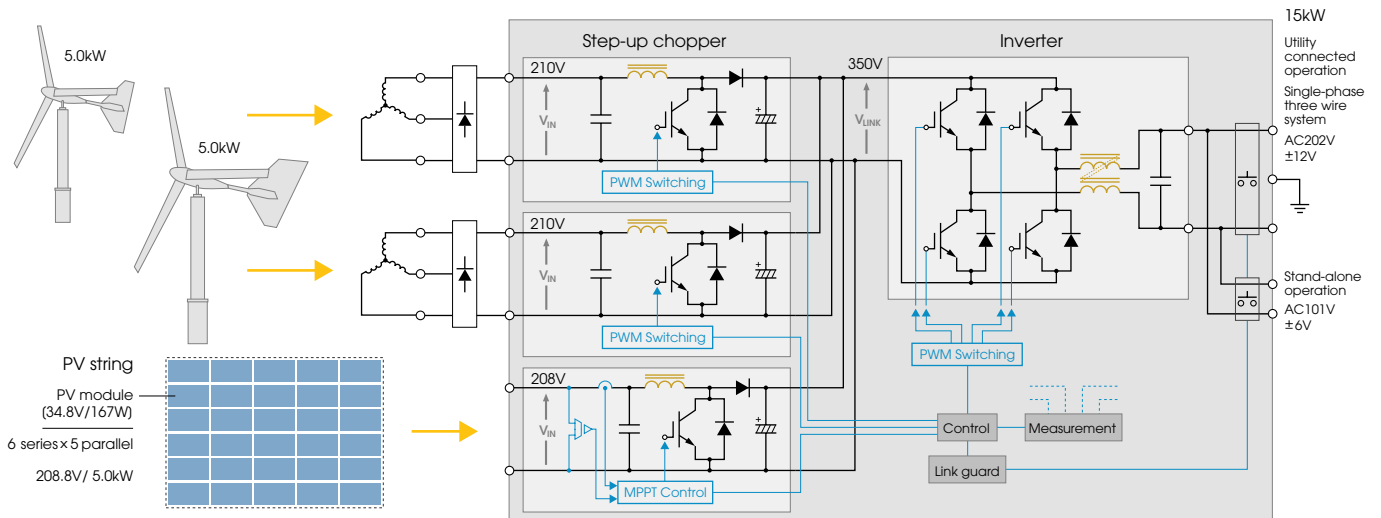 5.0kW
5.0kW
PV string
PV module
(34.8V/167W)
6 series×5 parallel
208.8V/ 5.0kW
Step-up chopper
210V
VIN
+
PWM Switching
210V
VIN
+
PWM Switching
208V
VIN
+
MPPT Control
Inverter
350V
VLINK
PWM Switching
Control
Measurement
Link guard
15kW
Utility
connected
operation
Single-phase
three wire
system
AC202V
±12V
Stand-alone
operation
AC101V
±6V